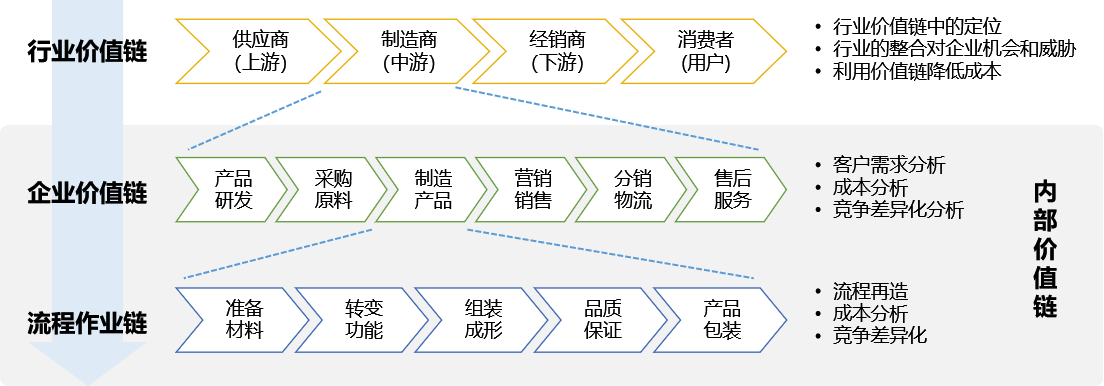 行业价值链
供应商
(上游)
制造商
(中游)
经销商
(下游)
消费者
(用户)
• 行业价值链中的定位
• 行业的整合对企业机会和威胁
• 利用价值链降低成本
企业价值链
产品
研发
采购
原料
制造
产品
营销
销售
分销
物流
售后
服务
• 客户需求分析
• 成本分析
• 竞争差异化分析
流程作业链
准备
材料
转变
功能
组装
成形
品质
保证
产品
包装
• 流程再造
• 成本分析
• 竞争差异化
内部价值链